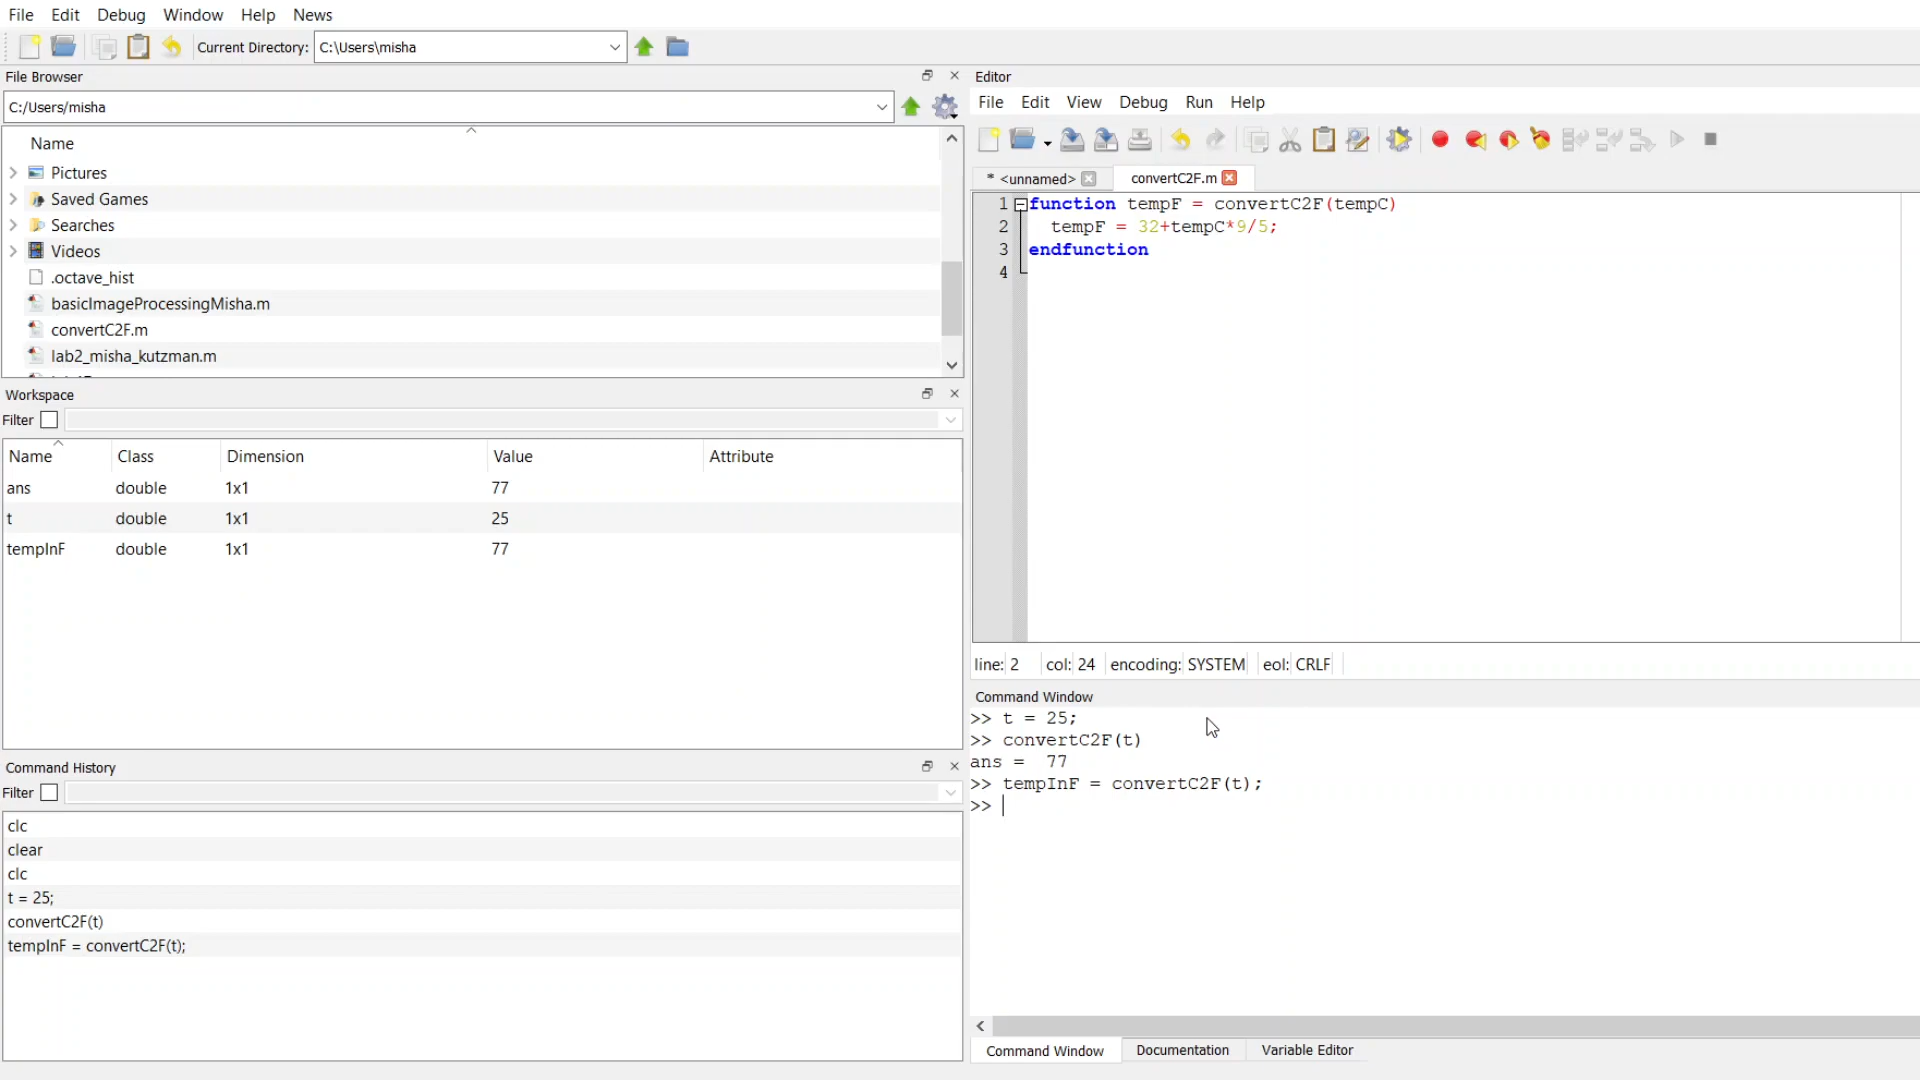 File Edit Debug Window Help News
Current Directory: C:\Users\misha
File Browser
C:/Users/misha
Name
Pictures
Saved Games
Searches
Videos
.octave_hist
basicImageProcessingMisha.m
convertC2F.m
lab2_misha_kutzman.m
Workspace
Filter
Name Class Dimension Value Attribute
ans double 1x1 77
t double 1x1 25
tempInF double 1x1 77
Command History
Filter
clc
clear
clc
t = 25;
convertC2F(t)
tempInF = convertC2F(t);
Editor
File Edit View Debug Run Help
* <unnamed> convertC2F.m
1 function tempF = convertC2F(tempC)
2 tempF = 32+tempC*9/5;
3 endfunction
4
line: 2 col: 24 encoding: SYSTEM eol: CRLF
Command Window
>> t = 25;
>> convertC2F(t)
ans = 77
>> tempInF = convertC2F(t);
>>
Command Window Documentation Variable Editor